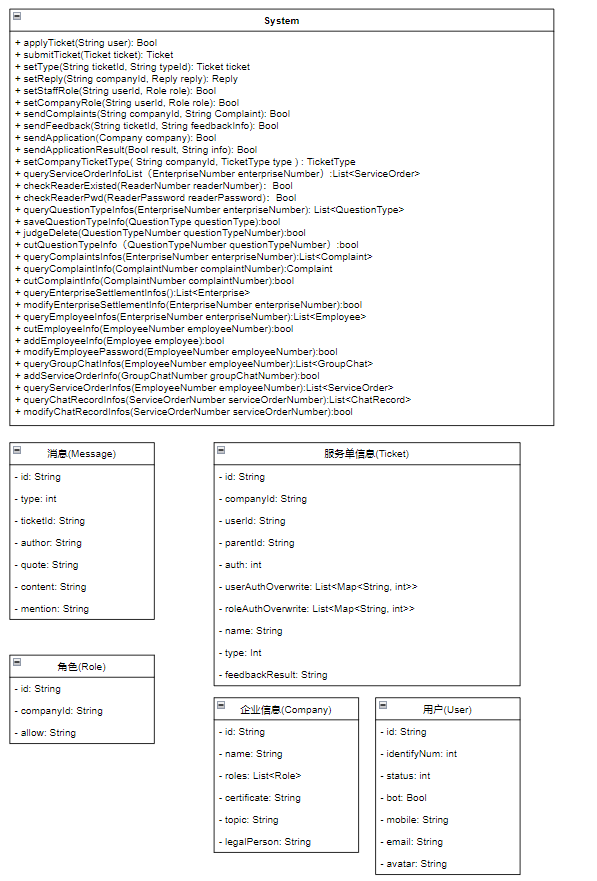 System
+ applyTicket(String user): Bool
+ submitTicket(Ticket ticket): Ticket
+ setType(String ticketId, String typeId): Ticket ticket
+ setReply(String companyId, Reply reply): Reply
+ setStaffRole(String userId, Role role): Bool
+ setCompanyRole(String userId, Role role): Bool
+ sendComplaints(String companyId, String Complaint): Bool
+ sendFeedback(String ticketId, String feedbackInfo): Bool
+ sendApplication(Company company): Bool
+ sendApplicationResult(Bool result, String info): Bool
+ setCompanyTicketType( String companyId, TicketType type ) : TicketType
+ queryServiceOrderInfoList（EnterpriseNumber enterpriseNumber）:List<ServiceOrder>
+ checkReaderExisted(ReaderNumber readerNumber)：Bool
+ checkReaderPwd(ReaderPassword readerPassword)：Bool
+ queryQuestionTypeInfos(EnterpriseNumber enterpriseNumber): List<QuestionType>
+ saveQuestionTypeInfo(QuestionType questionType):bool
+ judgeDelete(QuestionTypeNumber questionTypeNumber):bool
+ cutQuestionTypeInfo（QuestionTypeNumber questionTypeNumber）:bool
+ queryComplaintsInfos(EnterpriseNumber enterpriseNumber):List<Complaint>
+ queryComplaintInfo(ComplaintNumber complaintNumber):Complaint
+ cutComplaintInfo(ComplaintNumber complaintNumber):bool
+ queryEnterpriseSettlementInfos():List<Enterprise>
+ modifyEnterpriseSettlementInfo(EnterpriseNumber enterpriseNumber):bool
+ queryEmployeeInfos(EnterpriseNumber enterpriseNumber):List<Employee>
+ cutEmployeeInfo(EmployeeNumber employeeNumber):bool
+ addEmployeeInfo(Employee employee):bool
+ modifyEmployeePassword(EmployeeNumber employeeNumber):bool
+ queryGroupChatInfos(EmployeeNumber employeeNumber):List<GroupChat>
+ addServiceOrderInfo(GroupChatNumber groupChatNumber):bool
+ queryServiceOrderInfos(EmployeeNumber employeeNumber):List<ServiceOrder>
+ queryChatRecordInfos(ServiceOrderNumber serviceOrderNumber):List<ChatRecord>
+ modifyChatRecordInfos(ServiceOrderNumber serviceOrderNumber):bool
消息(Message)
- id: String
- type: int
- ticketId: String
- author: String
- quote: String
- content: String
- mention: String
服务单信息(Ticket)
- id: String
- companyId: String
- userId: String
- parentId: String
- auth: int
- userAuthOverwrite: List<Map<String, int>>
- roleAuthOverwrite: List<Map<String, int>>
- name: String
- type: Int
- feedbackResult: String
角色(Role)
- id: String
- companyId: String
- allow: String
企业信息(Company)
- id: String
- name: String
- roles: List<Role>
- certificate: String
- topic: String
- legalPerson: String
用户(User)
- id: String
- identifyNum: int
- status: int
- bot: Bool
- mobile: String
- email: String
- avatar: String